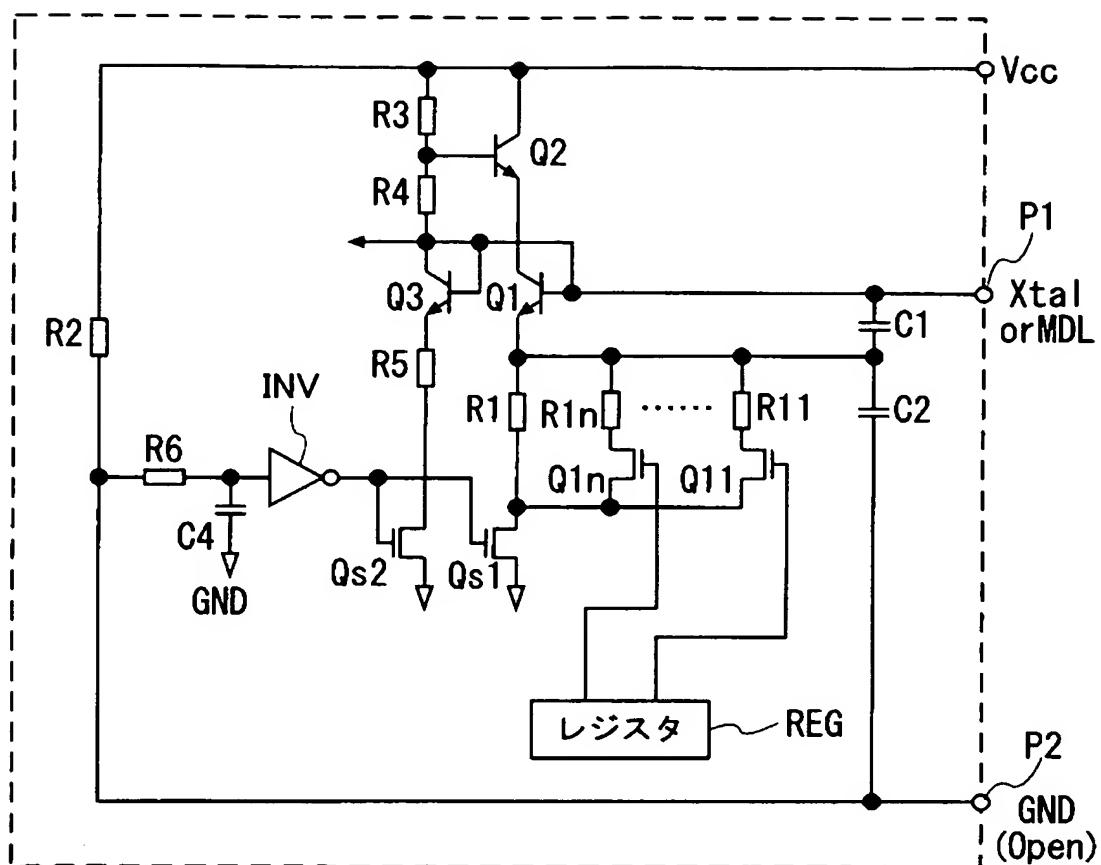 Vcc
R3
Q2
R4
P1
Q3
Q1
Xtal
orMDL
C1
R2
R5
INV
R1
R1n
......
R11
C2
R6
Q1n
Q11
C4
Qs2
Qs1
GND
レジスタ
REG
P2
GND
(Open)